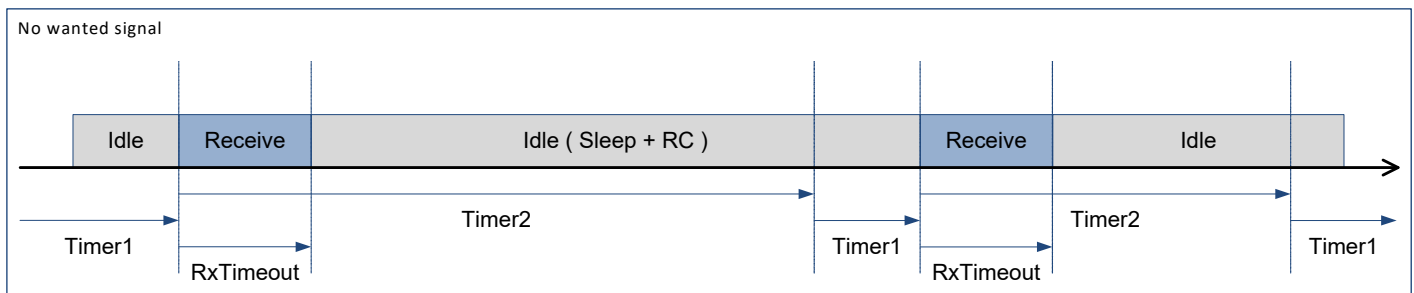 No wanted signal
Idle Receive Idle ( Sleep + RC ) Receive Idle
Timer2 Timer2
Timer1 Timer1 Timer1
RxTimeout RxTimeout